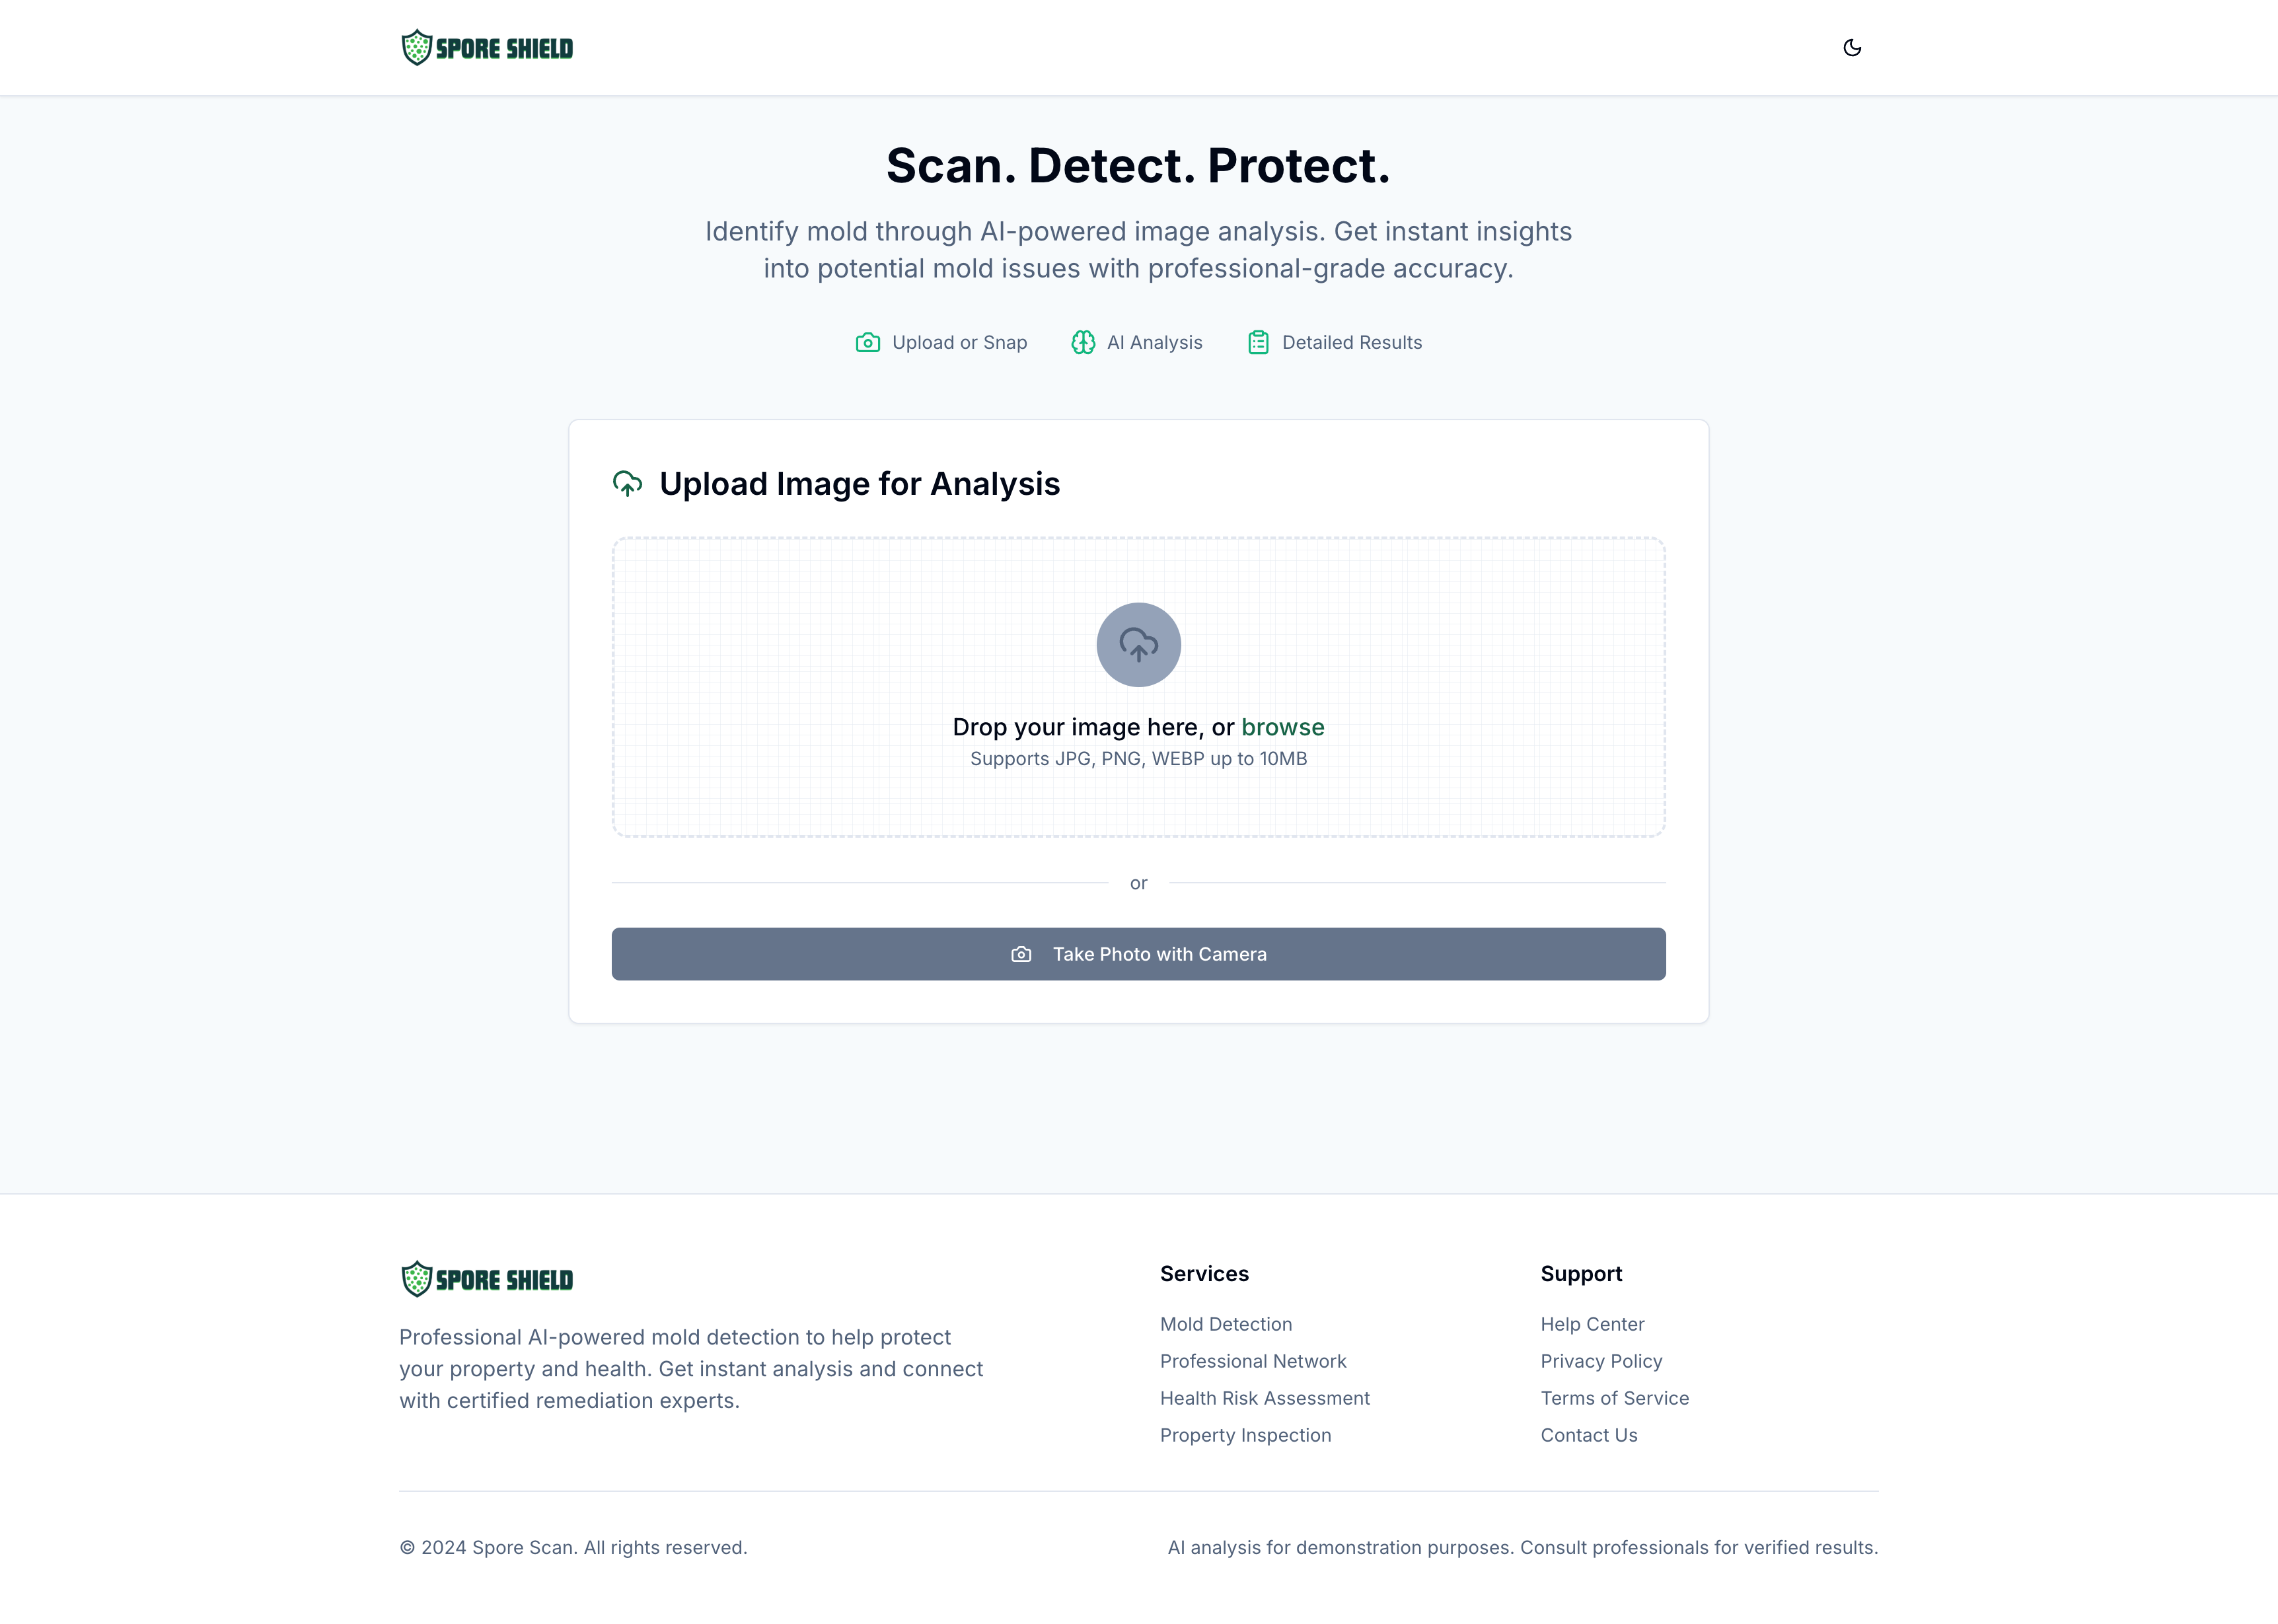 SPORE SHIELD
Scan. Detect. Protect.
Identify mold through AI-powered image analysis. Get instant insights
into potential mold issues with professional-grade accuracy.
Upload or Snap
AI Analysis
Detailed Results
Upload Image for Analysis
Drop your image here, or browse
Supports JPG, PNG, WEBP up to 10MB
or
Take Photo with Camera
SPORE SHIELD
Professional AI-powered mold detection to help protect
your property and health. Get instant analysis and connect
with certified remediation experts.
Services
Mold Detection
Professional Network
Health Risk Assessment
Property Inspection
Support
Help Center
Privacy Policy
Terms of Service
Contact Us
© 2024 Spore Scan. All rights reserved.
AI analysis for demonstration purposes. Consult professionals for verified results.